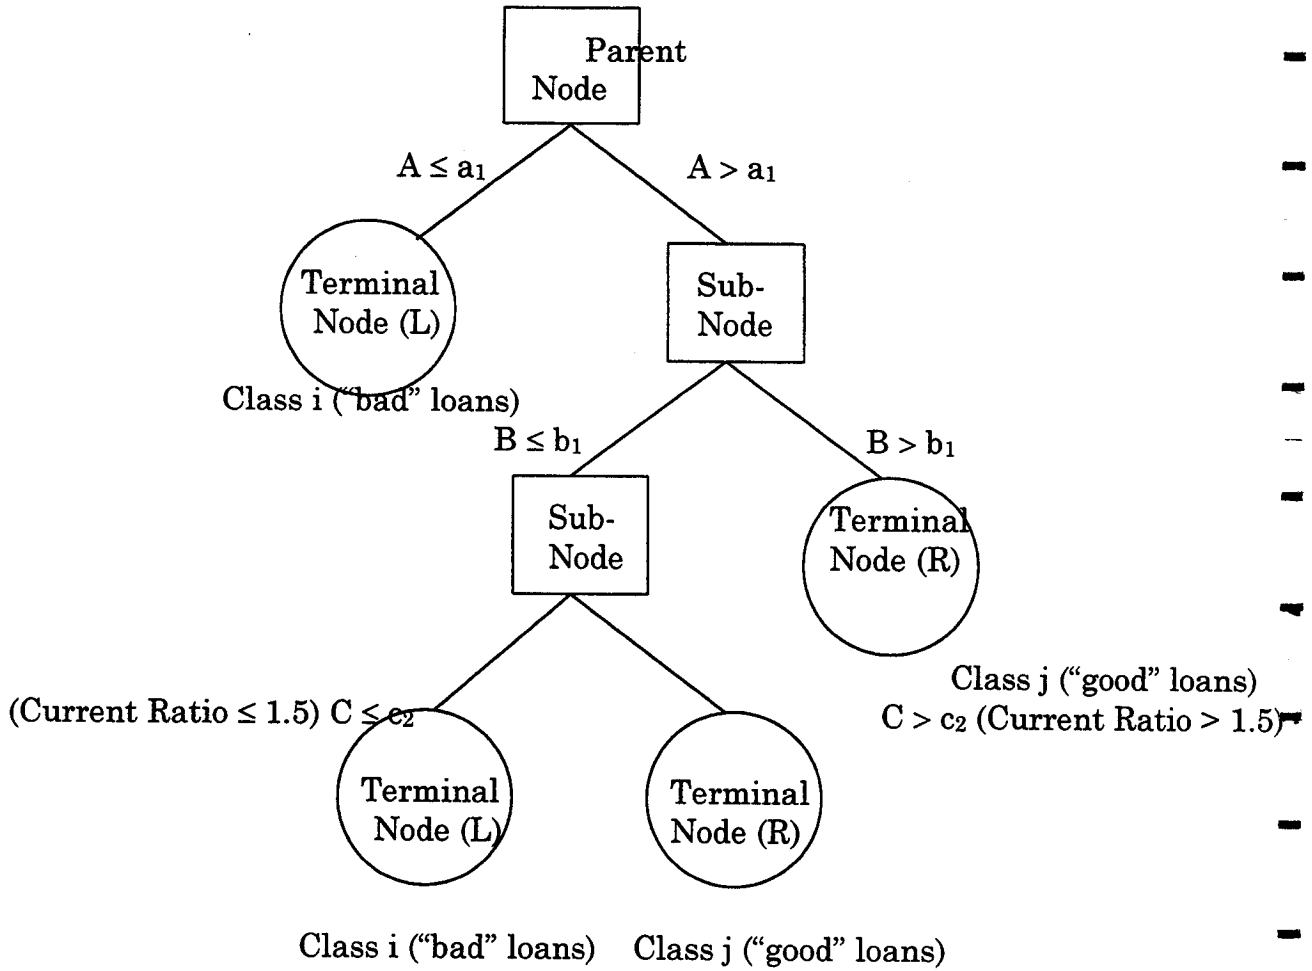 Parent
Node
A ≤ a₁
A > a₁
Terminal
Node (L)
Sub-
Node
Class i ("bad" loans)
B ≤ b₁
B > b₁
Sub-
Node
Terminal
Node (R)
Class j ("good" loans)
(Current Ratio ≤ 1.5) C ≤ c₂
C > c₂ (Current Ratio > 1.5)
Terminal
Node (L)
Terminal
Node (R)
Class i ("bad" loans)
Class j ("good" loans)